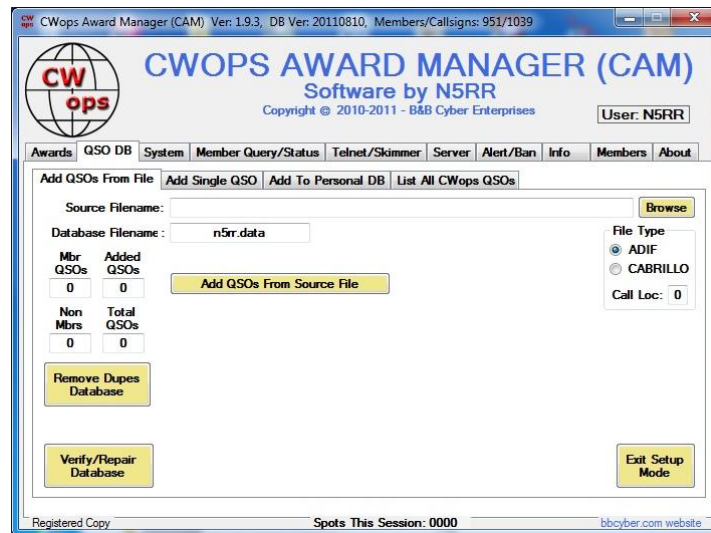 CWops Award Manager (CAM) Ver: 1.9.3, DB Ver: 20110810, Members/Callsigns: 951/1039
CW
ops
CWOPS AWARD MANAGER (CAM)
Software by N5RR
Copyright @ 2010-2011 - B&B Cyber Enterprises
User: N5RR
Awards QSO DB System Member Query/Status Telnet/Skimmer Server Alert/Ban Info Members About
Add QSOs From File Add Single QSO Add To Personal DB List All CWops QSOs
Source Filename: Browse
Database Filename : n5rr.data
File Type
ADIF
CABRILLO
Call Loc: 0
Mbr QSOs
Added QSOs
0 0
Add QSOs From Source File
Non Mbrs
Total QSOs
0 0
Remove Dupes
Database
Verify/Repair
Database
Exit Setup
Mode
Registered Copy Spots This Session: 0000 bbcyber.com website